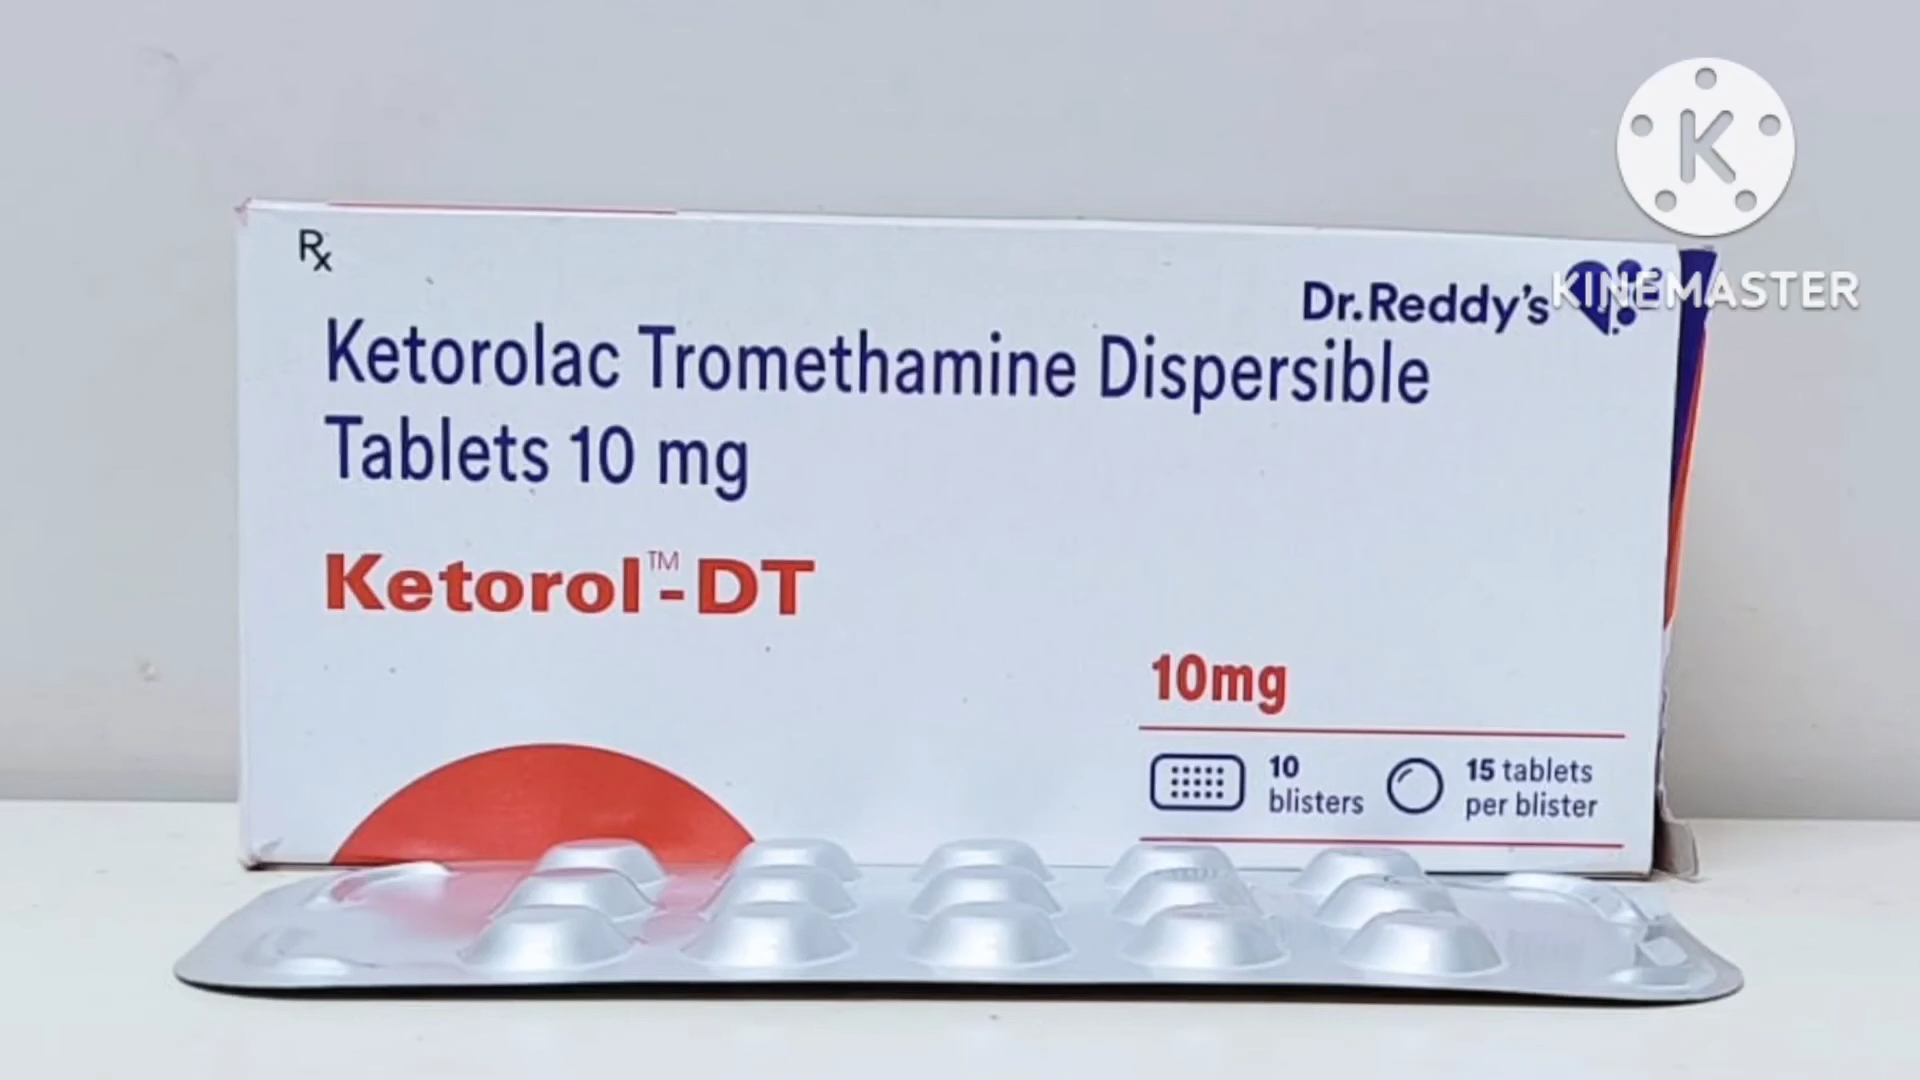 K
KINEMASTER
Rx
Dr.Reddy's
Ketorolac Tromethamine Dispersible
Tablets 10 mg
Ketorol™-DT
10mg
10
blisters
15 tablets
per blister